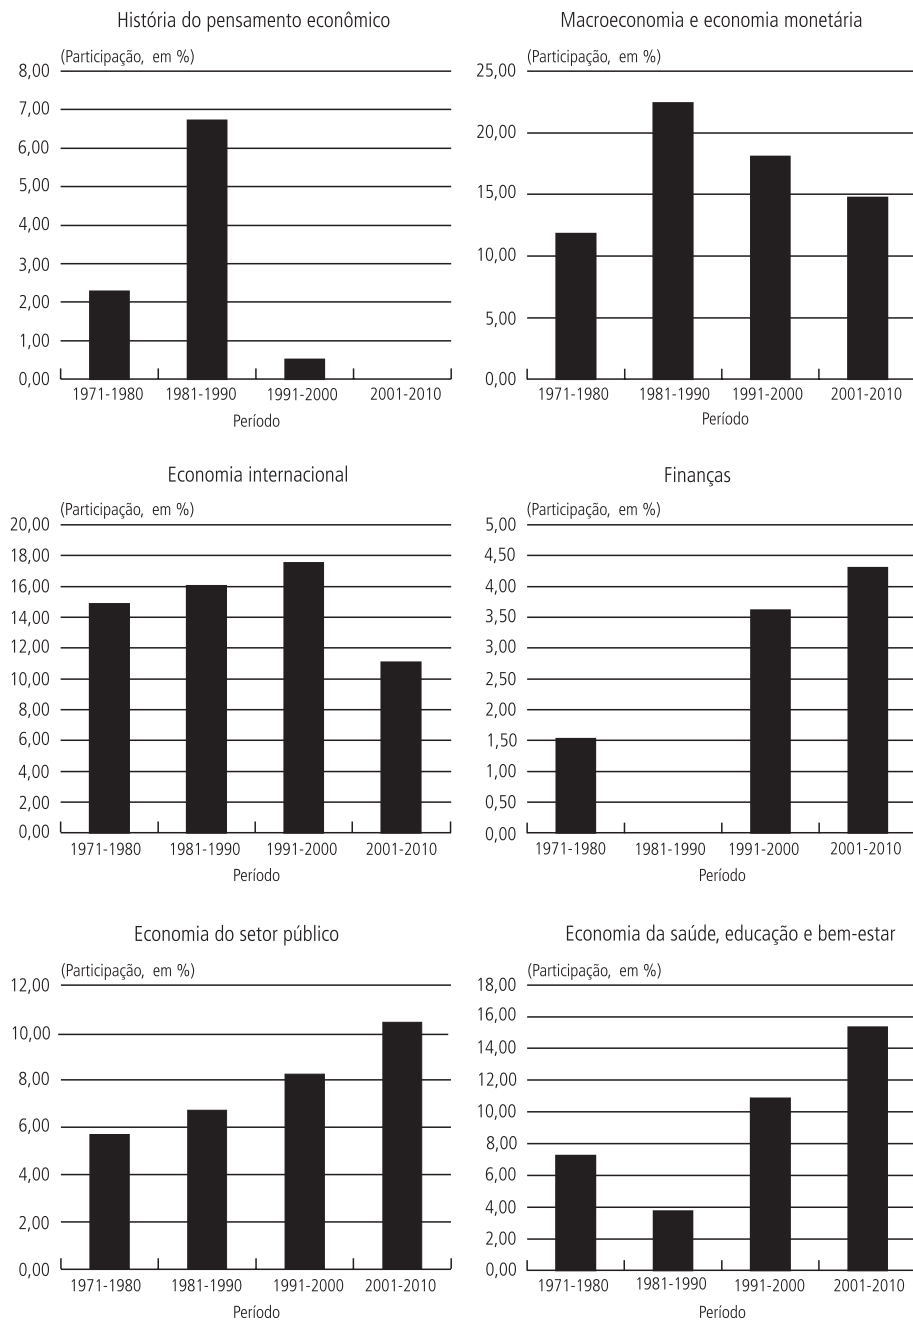 História do pensamento econômico
(Participação, em %)
8,00
7,00
6,00
5,00
4,00
3,00
2,00
1,00
0,00
1971-1980 1981-1990 1991-2000 2001-2010
Período
Macroeconomia e economia monetária
(Participação, em %)
25,00
20,00
15,00
10,00
5,00
0,00
1971-1980 1981-1990 1991-2000 2001-2010
Período
Economia internacional
(Participação, em %)
20,00
18,00
16,00
14,00
12,00
10,00
8,00
6,00
4,00
2,00
0,00
1971-1980 1981-1990 1991-2000 2001-2010
Período
Finanças
(Participação, em %)
5,00
4,50
4,00
3,50
3,00
2,50
2,00
1,50
1,00
0,50
0,00
1971-1980 1981-1990 1991-2000 2001-2010
Período
Economia do setor público
(Participação, em %)
12,00
10,00
8,00
6,00
4,00
2,00
0,00
1971-1980 1981-1990 1991-2000 2001-2010
Período
Economia da saúde, educação e bem-estar
(Participação, em %)
18,00
16,00
14,00
12,00
10,00
8,00
6,00
4,00
2,00
0,00
1971-1980 1981-1990 1991-2000 2001-2010
Período